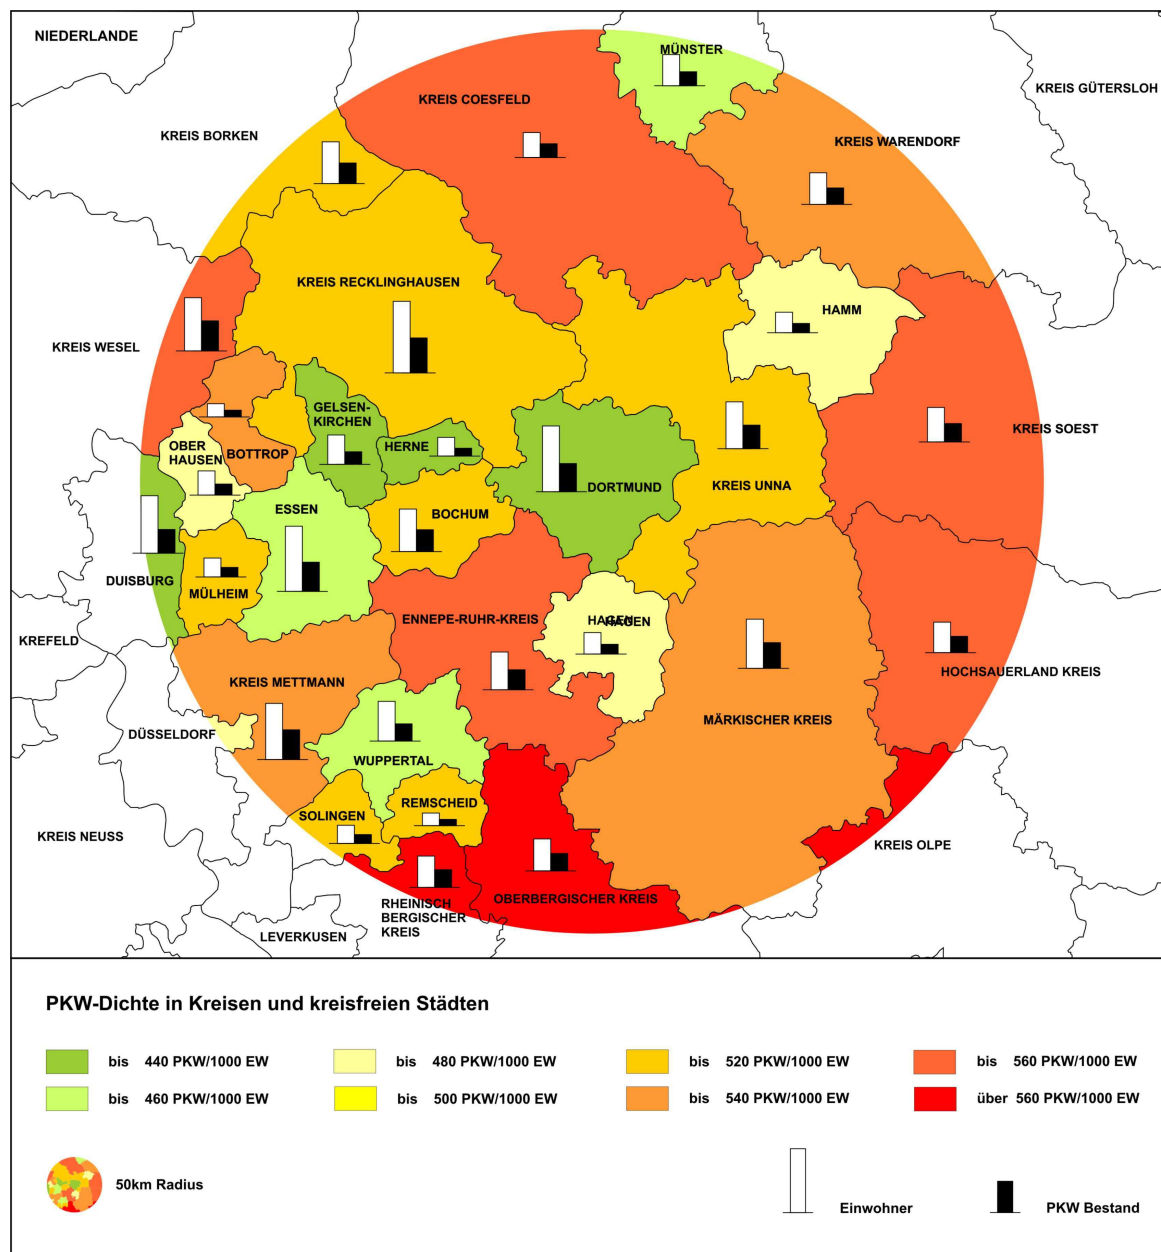 NIEDERLANDE
MÜNSTER
KREIS GÜTERSLOH
KREIS COESFELD
KREIS BORKEN
KREIS WARENDORF
KREIS RECKLINGHAUSEN
HAMM
KREIS WESEL
GELSEN-
KIRCHEN
KREIS SOEST
OBER
HAUSEN
BOTTROP
HERNE
DORTMUND
KREIS UNNA
ESSEN
BOCHUM
DUISBURG
MÜLHEIM
KREFELD
ENNEPE-RUHR-KREIS
HAGEN
HAGEN
HOCHSAUERLAND KREIS
KREIS METTMANN
MÄRKISCHER KREIS
DÜSSELDORF
WUPPERTAL
REMSCHEID
SOLINGEN
KREIS NEUSS
KREIS OLPE
OBERBERGISCHER KREIS
RHEINISCH
BERGISCHER
KREIS
LEVERKUSEN
PKW-Dichte in Kreisen und kreisfreien Städten
bis 440 PKW/1000 EW
bis 480 PKW/1000 EW
bis 520 PKW/1000 EW
bis 560 PKW/1000 EW
bis 460 PKW/1000 EW
bis 500 PKW/1000 EW
bis 540 PKW/1000 EW
über 560 PKW/1000 EW
50km Radius
Einwohner
PKW Bestand